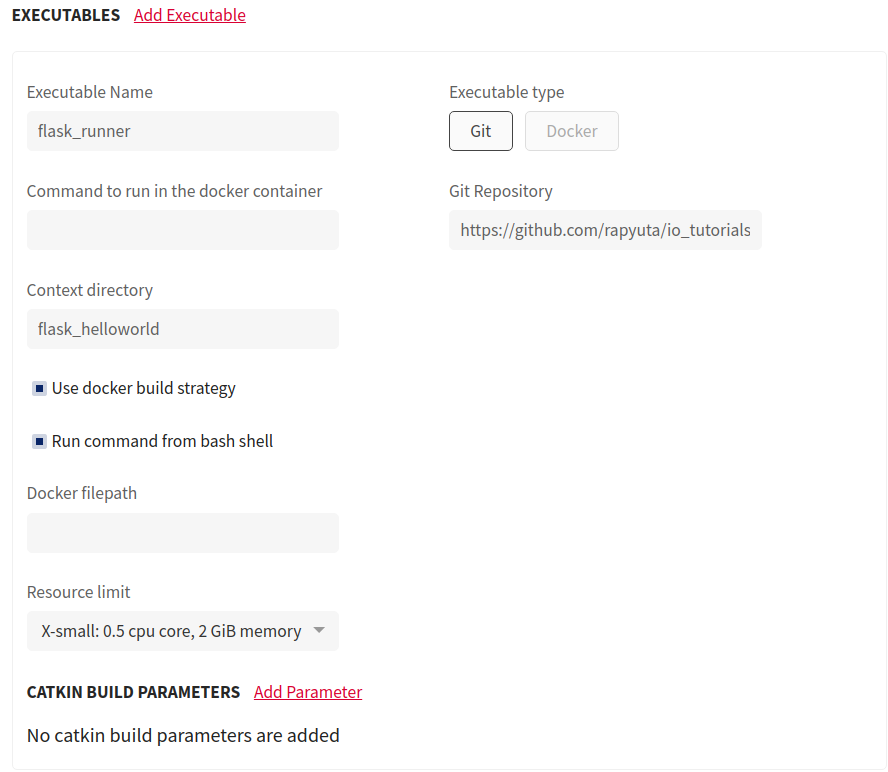 EXECUTABLES Add Executable
Executable Name
flask_runner
Executable type
Git Docker
Command to run in the docker container
Git Repository
https://github.com/rapyuta/io_tutorials
Context directory
flask_helloworld
Use docker build strategy
Run command from bash shell
Docker filepath
Resource limit
X-small: 0.5 cpu core, 2 GiB memory
CATKIN BUILD PARAMETERS Add Parameter
No catkin build parameters are added